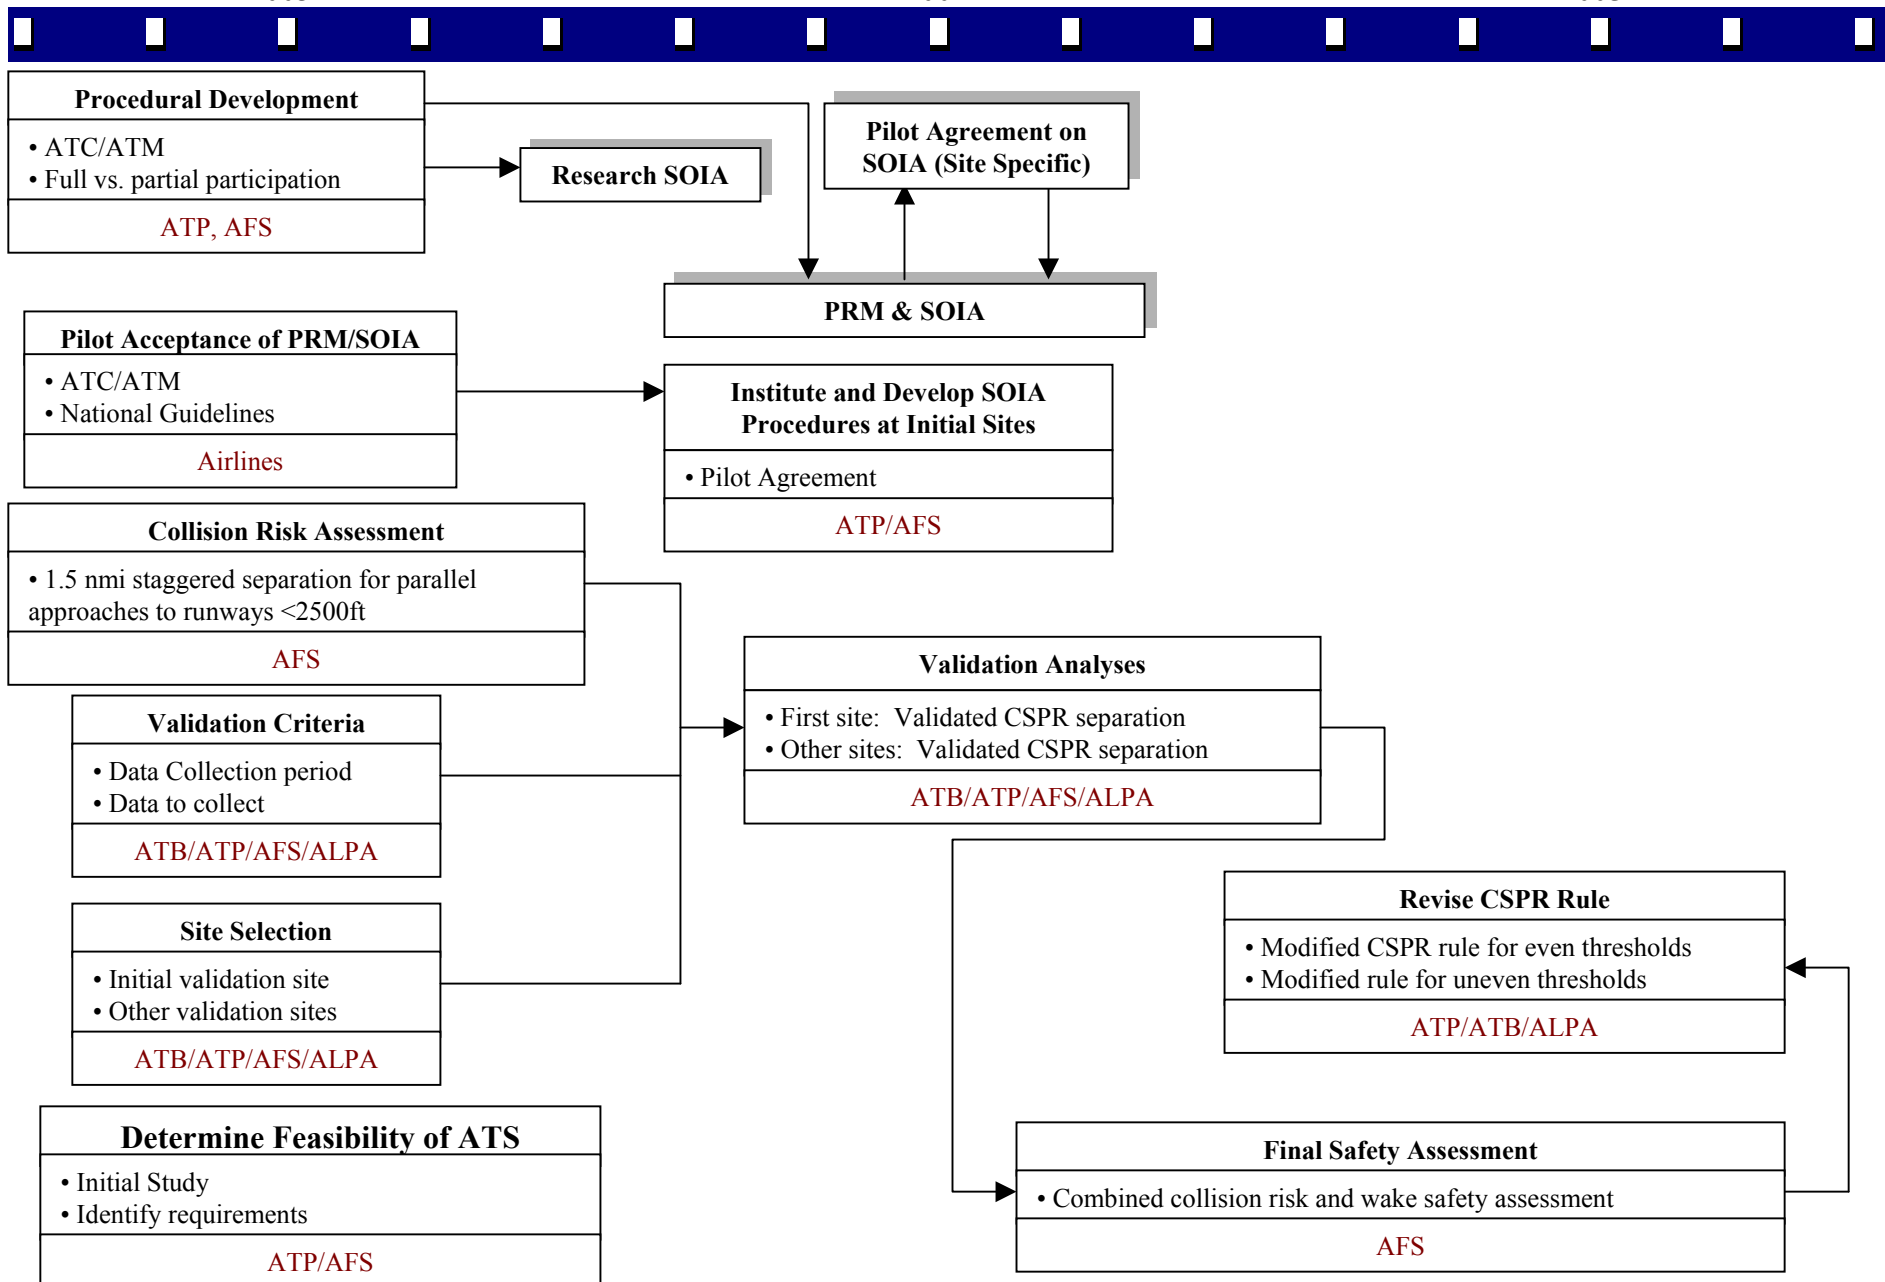 Procedural Development
• ATC/ATM
• Full vs. partial participation
ATP, AFS
Research SOIA
Pilot Agreement on
SOIA (Site Specific)
PRM & SOIA
Pilot Acceptance of PRM/SOIA
• ATC/ATM
• National Guidelines
Airlines
Institute and Develop SOIA
Procedures at Initial Sites
• Pilot Agreement
ATP/AFS
Collision Risk Assessment
• 1.5 nmi staggered separation for parallel
approaches to runways <2500ft
AFS
Validation Criteria
• Data Collection period
• Data to collect
ATB/ATP/AFS/ALPA
Validation Analyses
• First site:  Validated CSPR separation
• Other sites:  Validated CSPR separation
ATB/ATP/AFS/ALPA
Site Selection
• Initial validation site
• Other validation sites
ATB/ATP/AFS/ALPA
Revise CSPR Rule
• Modified CSPR rule for even thresholds
• Modified rule for uneven thresholds
ATP/ATB/ALPA
Determine Feasibility of ATS
• Initial Study
• Identify requirements
ATP/AFS
Final Safety Assessment
• Combined collision risk and wake safety assessment
AFS